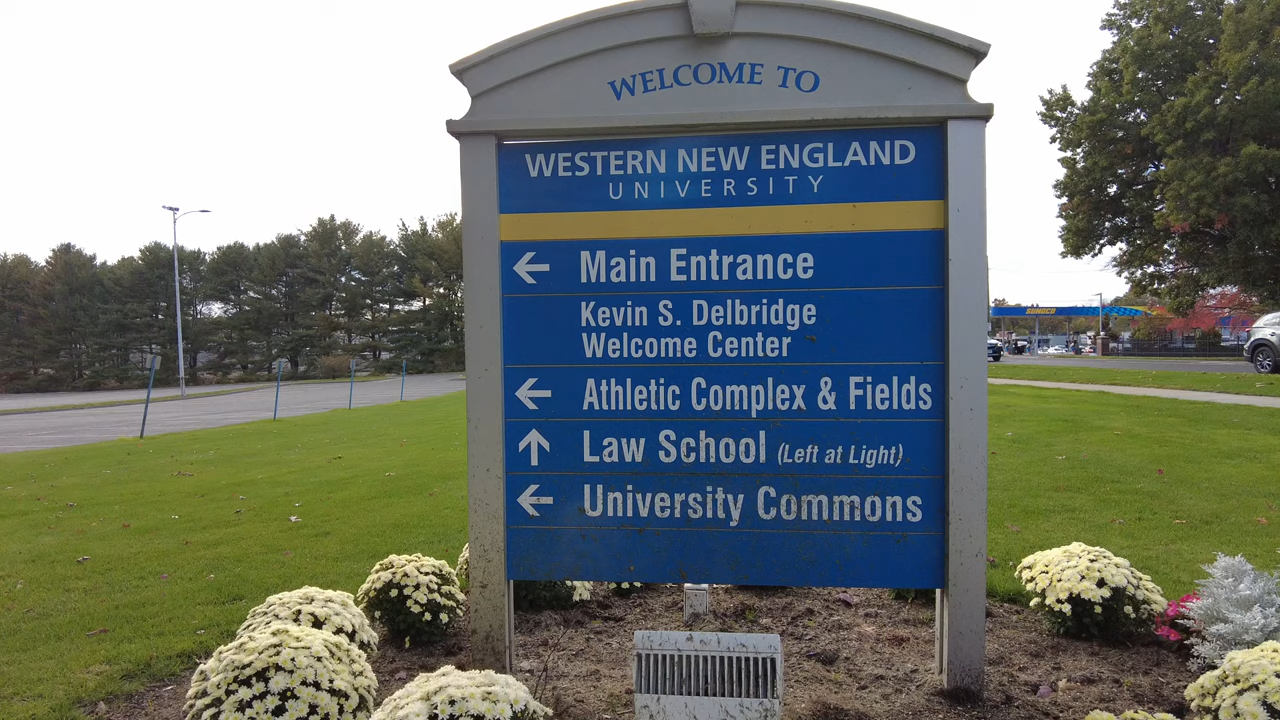 WELCOME TO
WESTERN NEW ENGLAND
UNIVERSITY
← Main Entrance
Kevin S. Delbridge
Welcome Center
← Athletic Complex & Fields
↑ Law School (Left at Light)
← University Commons
SUNOCO